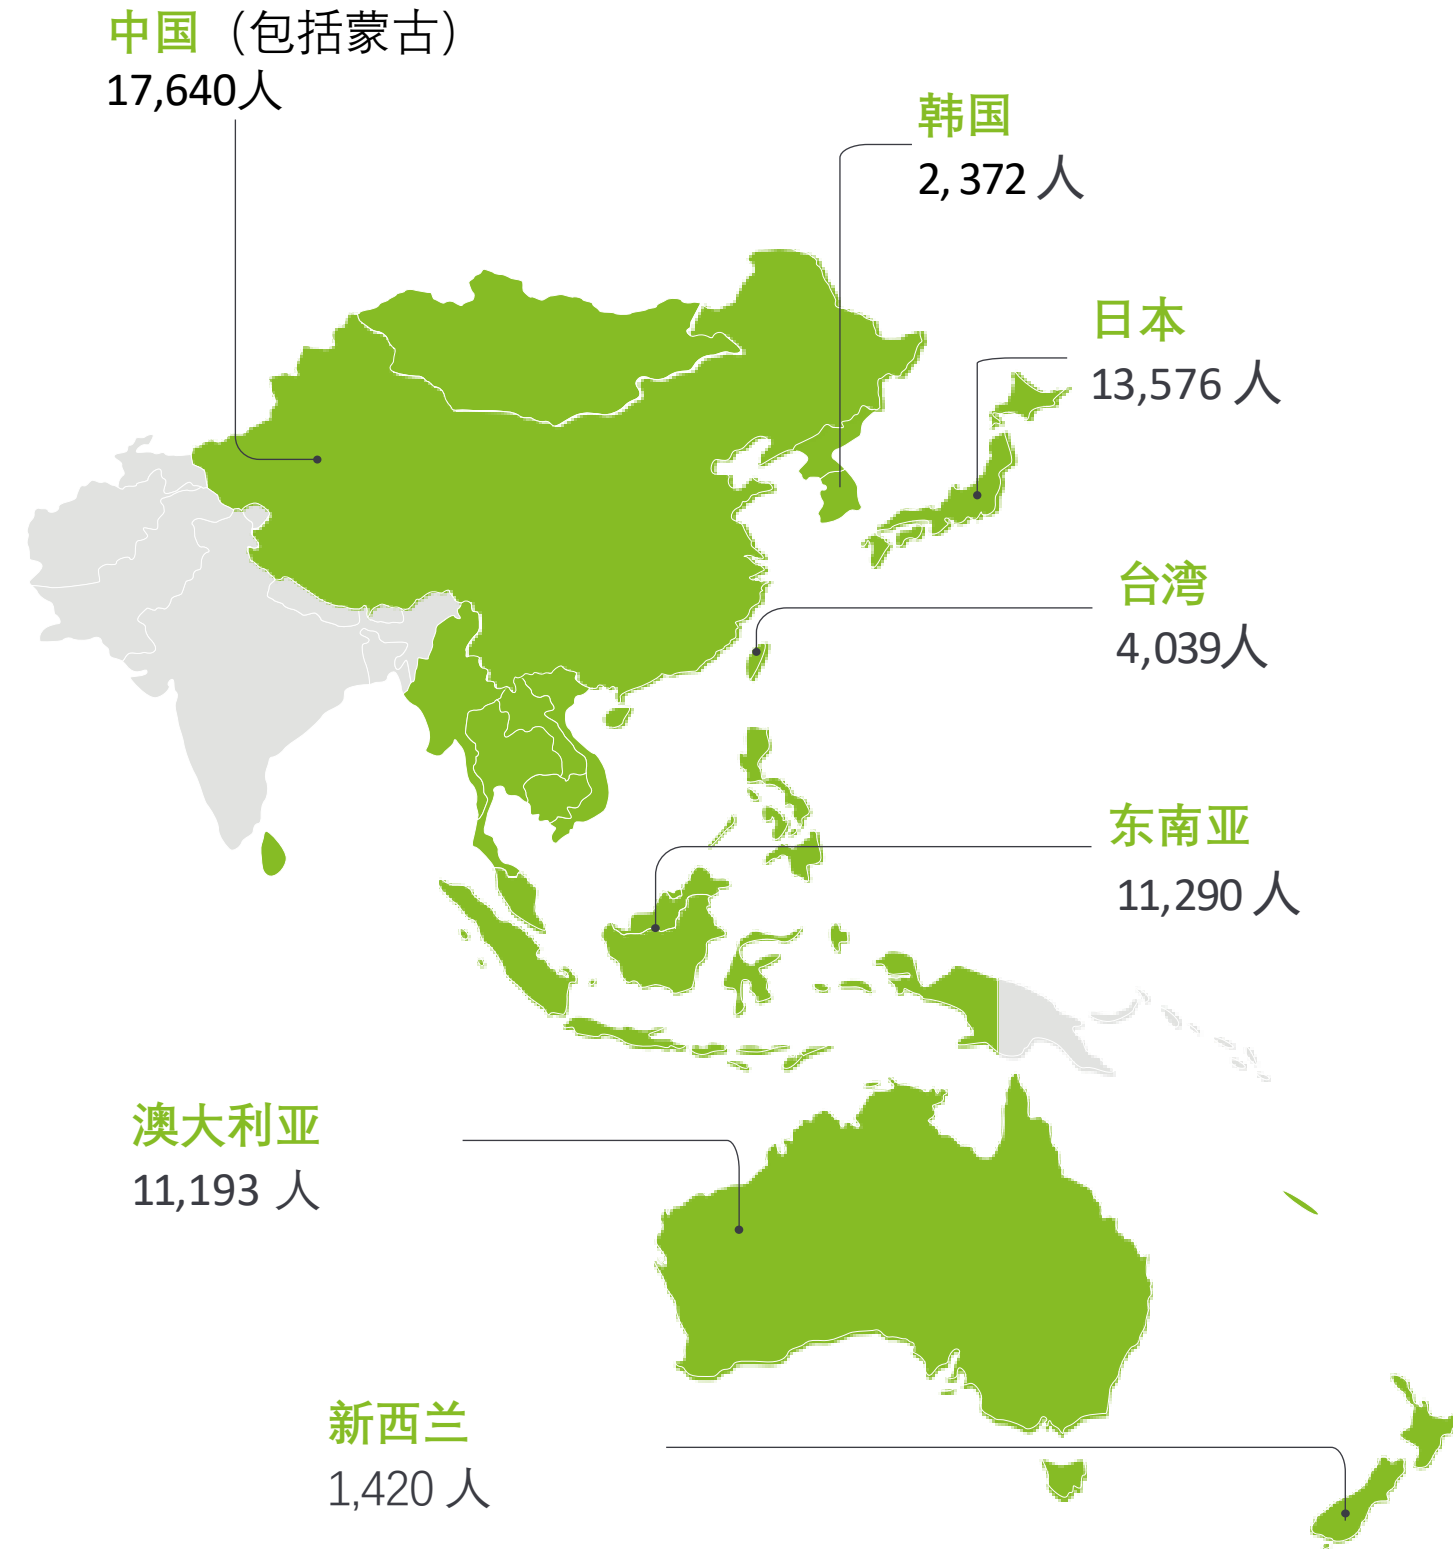 中国（包括蒙古）
17,640人
韩国
2,372 人
日本
13,576 人
台湾
4,039人
东南亚
11,290 人
澳大利亚
11,193 人
新西兰
1,420 人